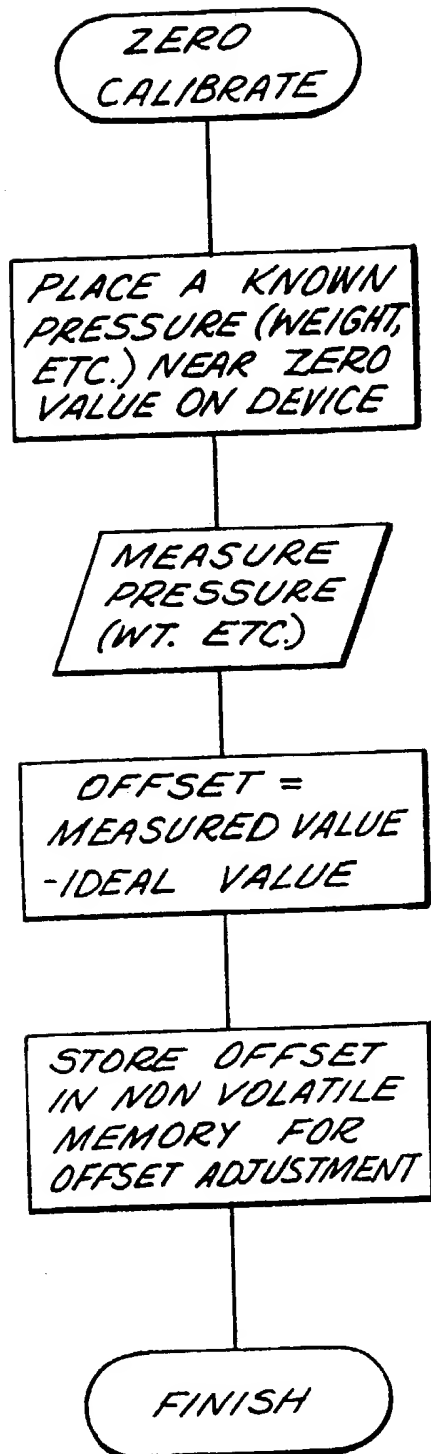 ZERO
CALIBRATE
PLACE A KNOWN
PRESSURE (WEIGHT,
ETC.) NEAR ZERO
VALUE ON DEVICE
MEASURE
PRESSURE
(WT. ETC.)
OFFSET =
MEASURED VALUE
-IDEAL VALUE
STORE OFFSET
IN NON VOLATILE
MEMORY FOR
OFFSET ADJUSTMENT
FINISH